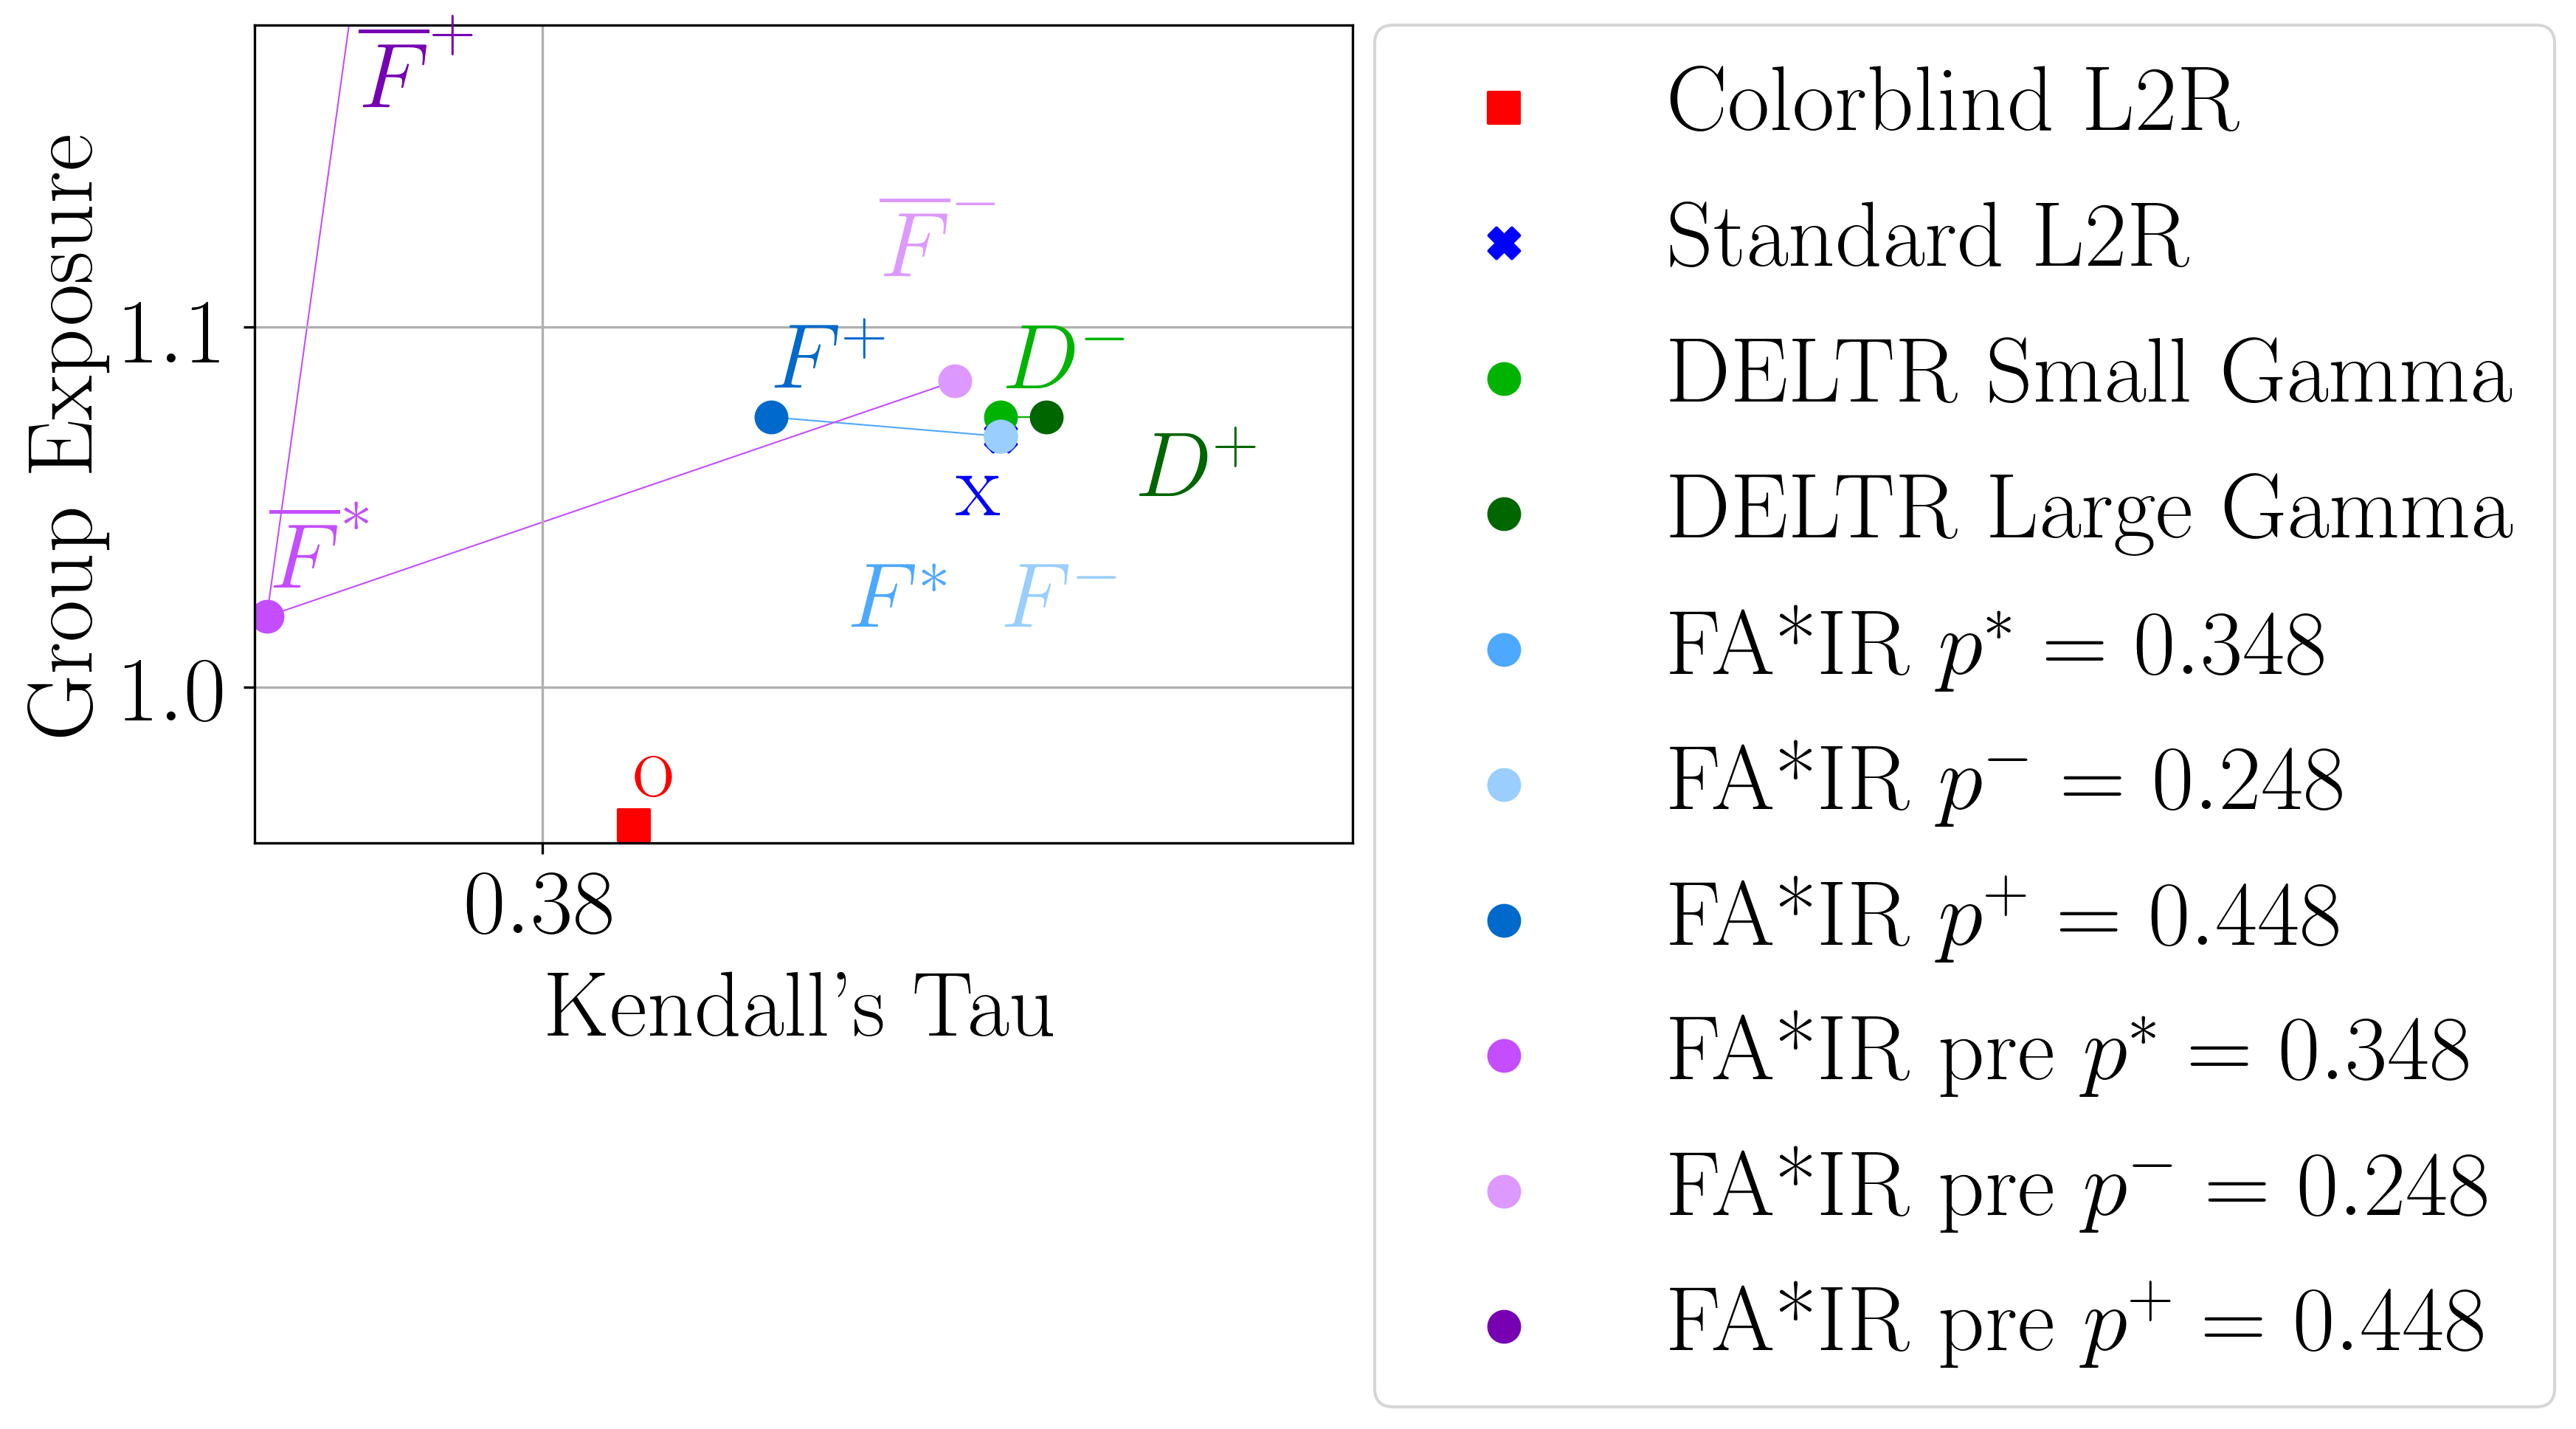 Group Exposure
1.1
1.0
0.38
Kendall's Tau
F̅⁺
F̅⁻
F⁺
D⁻
D⁺
x
F̅*
F*
F⁻
o
Colorblind L2R
Standard L2R
DELTR Small Gamma
DELTR Large Gamma
FA*IR p* = 0.348
FA*IR p⁻ = 0.248
FA*IR p⁺ = 0.448
FA*IR pre p* = 0.348
FA*IR pre p⁻ = 0.248
FA*IR pre p⁺ = 0.448